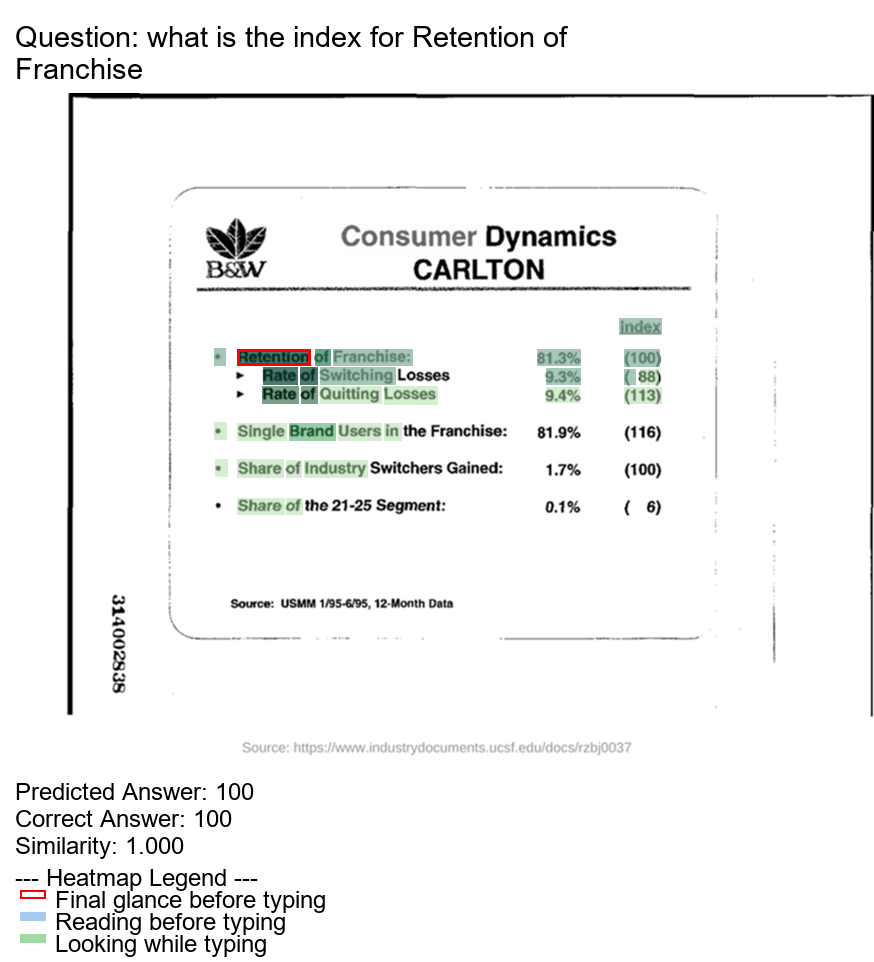 Question: what is the index for Retention of
Franchise
B&W
Consumer Dynamics
CARLTON
Index
• Retention of Franchise: 81.3% (100)
► Rate of Switching Losses 9.3% ( 88)
► Rate of Quitting Losses 9.4% (113)
• Single Brand Users in the Franchise: 81.9% (116)
• Share of Industry Switchers Gained: 1.7% (100)
• Share of the 21-25 Segment: 0.1% ( 6)
Source: USMM 1/95-6/95, 12-Month Data
314002838
Source: https://www.industrydocuments.ucsf.edu/docs/rzbj0037
Predicted Answer: 100
Correct Answer: 100
Similarity: 1.000
--- Heatmap Legend ---
Final glance before typing
Reading before typing
Looking while typing